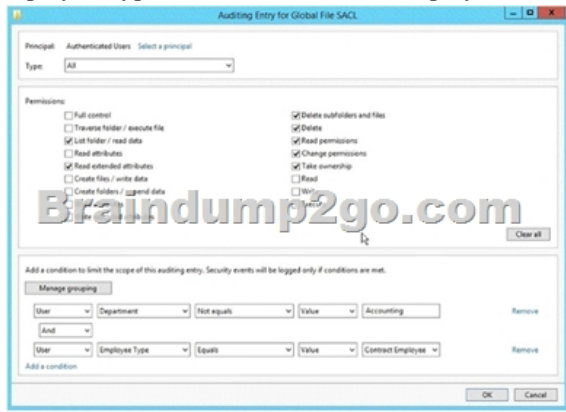 Auditing Entry for Global File SACL
Principal: Authenticated Users Select a principal
Type: All
Permissions:
Full control
Traverse folder / execute file
List folder / read data
Read attributes
Read extended attributes
Create files / write data
Create folders / append data
Delete subfolders and files
Delete
Read permissions
Change permissions
Take ownership
Read
Braindump2go.com
Clear all
Add a condition to limit the scope of this auditing entry. Security events will be logged only if conditions are met.
Manage grouping
User Department Not equals Value Accounting Remove
And
User Employee Type Equals Value Contract Employee Remove
Add a condition
OK Cancel